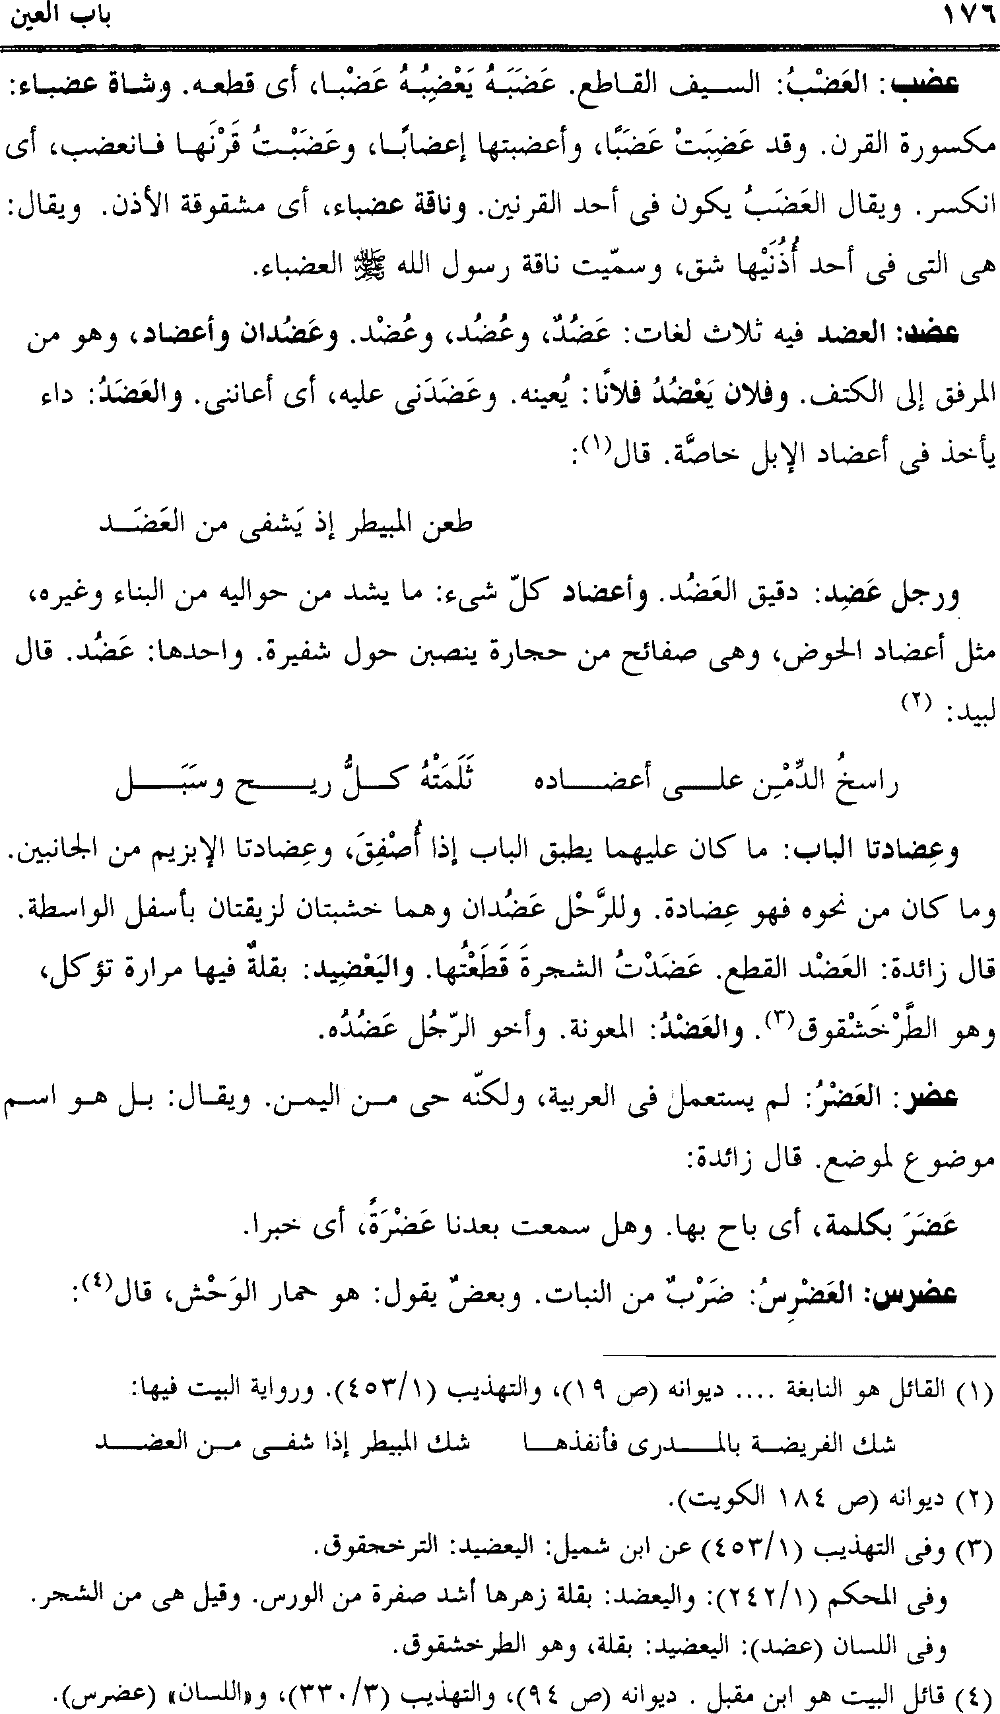 ١٧٦ باب العين
عضب: العَضْبُ: السيف القاطع. عَضَبَهُ يَعْضِبُهُ عَضْبا، أى قطعه. وشاة عضباء:
مكسورة القرن. وقد عَضِبَتْ عَضَبًا، وأعضبتها إعضابًا، وعَضَبْتُ قَرْنَها فانعضب، أى
انكسر. ويقال العَضَبُ يكون فى أحد القرنين. وناقة عضباء، أى مشقوقة الأذن. ويقال:
هى التى فى أحد أُذُنَيْها شق، وسمّيت ناقة رسول الله ﷺ العضباء.
عضد: العضد فيه ثلاث لغات: عَضُدٌ، وعُضُد، وعُضْد. وعَضُدان وأعضاد، وهو من
المرفق إلى الكتف. وفلان يَعْضُدُ فلانًا: يُعينه. وعَضَدَنى عليه، أى أعاننى. والعَضَدُ: داء
يأخذ فى أعضاد الإبل خاصَّة. قال(١):
طعن المبيطر إذ يَشفى من العَضَد
ورجل عَضِد: دقيق العَضُد. وأعضاد كلّ شىء: ما يشد من حواليه من البناء وغيره،
مثل أعضاد الحوض، وهى صفائح من حجارة ينصبن حول شفيرة. واحدها: عَضُد. قال
لبيد: (٢)
راسخُ الدِّمْنِ على أعضاده ثَلَمَتْهُ كلُّ ريح وسَبَل
وعِضادتا الباب: ما كان عليهما يطبق الباب إذا أُصْفِقَ، وعِضادتا الإبزيم من الجانبين.
وما كان من نحوه فهو عِضادة. وللرَّحْل عَضُدان وهما خشبتان لزيقتان بأسفل الواسطة.
قال زائدة: العَضْد القطع. عَضَدْتُ الشجرةَ قَطَعْتُها. واليَعْضِيد: بقلةٌ فيها مرارة تؤكل،
وهو الطَّرْخَشْقوق(٣). والعَضْدُ: المعونة. وأخو الرّجُل عَضُدُه.
عضر: العَضْرُ: لم يستعمل فى العربية، ولكنّه حى من اليمن. ويقال: بل هو اسم
موضوع لموضع. قال زائدة:
عَضَرَ بكلمة، أى باح بها. وهل سمعت بعدنا عَضْرَةً، أى خبرا.
عضرس: العَضْرِسُ: ضَرْبٌ من النبات. وبعضٌ يقول: هو حمار الوَحْش، قال(٤):
(١) القائل هو النابغة .... ديوانه (ص ١٩)، والتهذيب (٤٥٣/١). ورواية البيت فيها:
شك الفريضة بالمدرى فأنفذها شك المبيطر إذا شفى من العضد
(٢) ديوانه (ص ١٨٤ الكويت).
(٣) وفى التهذيب (٤٥٣/١) عن ابن شميل: اليعضيد: الترخجقوق.
وفى المحكم (٢٤٢/١): واليعضد: بقلة زهرها أشد صفرة من الورس. وقيل هى من الشجر.
وفى اللسان (عضد): اليعضيد: بقلة، وهو الطرخشقوق.
(٤) قائل البيت هو ابن مقبل . ديوانه (ص ٩٤)، والتهذيب (٣٣٠/٣)، و«اللسان» (عضرس).